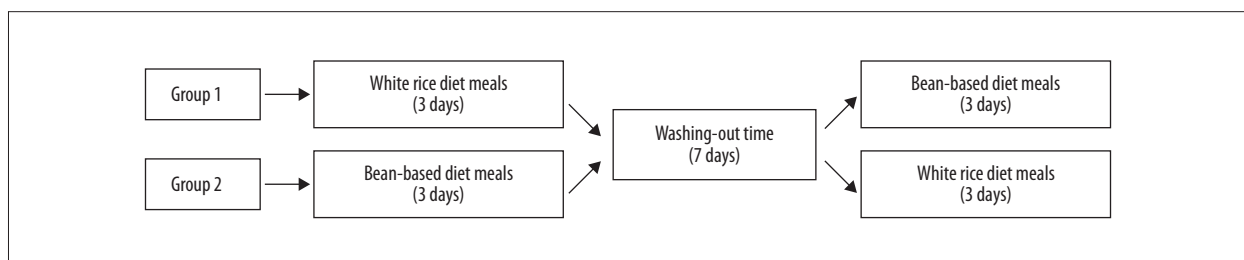 Group 1
White rice diet meals
(3 days)
Group 2
Bean-based diet meals
(3 days)
Washing-out time
(7 days)
Bean-based diet meals
(3 days)
White rice diet meals
(3 days)